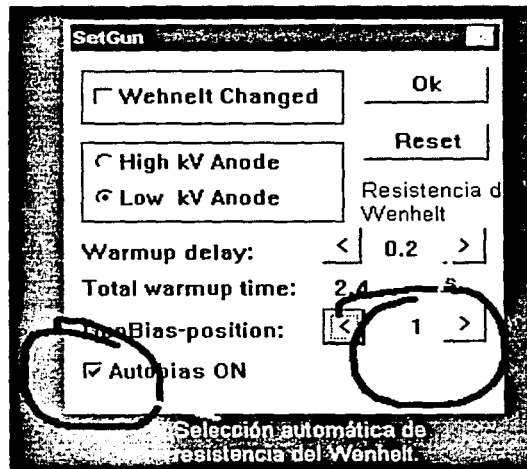 SetGun
Wehnelt Changed
Ok
Reset
High kV Anode
Low kV Anode
Resistencia d
Wenhelt
Warmup delay: < 0.2 >
Total warmup time: 2.4 s
Bias-position: < 1 >
Autobias ON
Selección automática de
resistencia del Wenhelt.